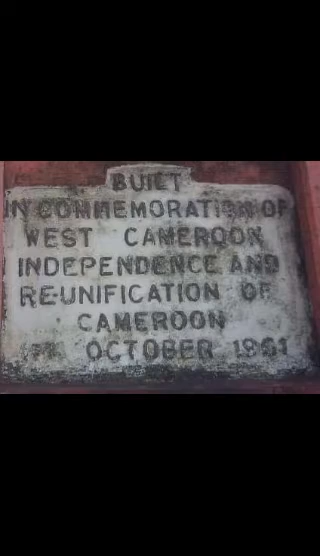 BUILT
IN COMMEMORATION OF
WEST CAMEROON
INDEPENDENCE AND
RE-UNIFICATION OF
CAMEROON
OCTOBER 1961